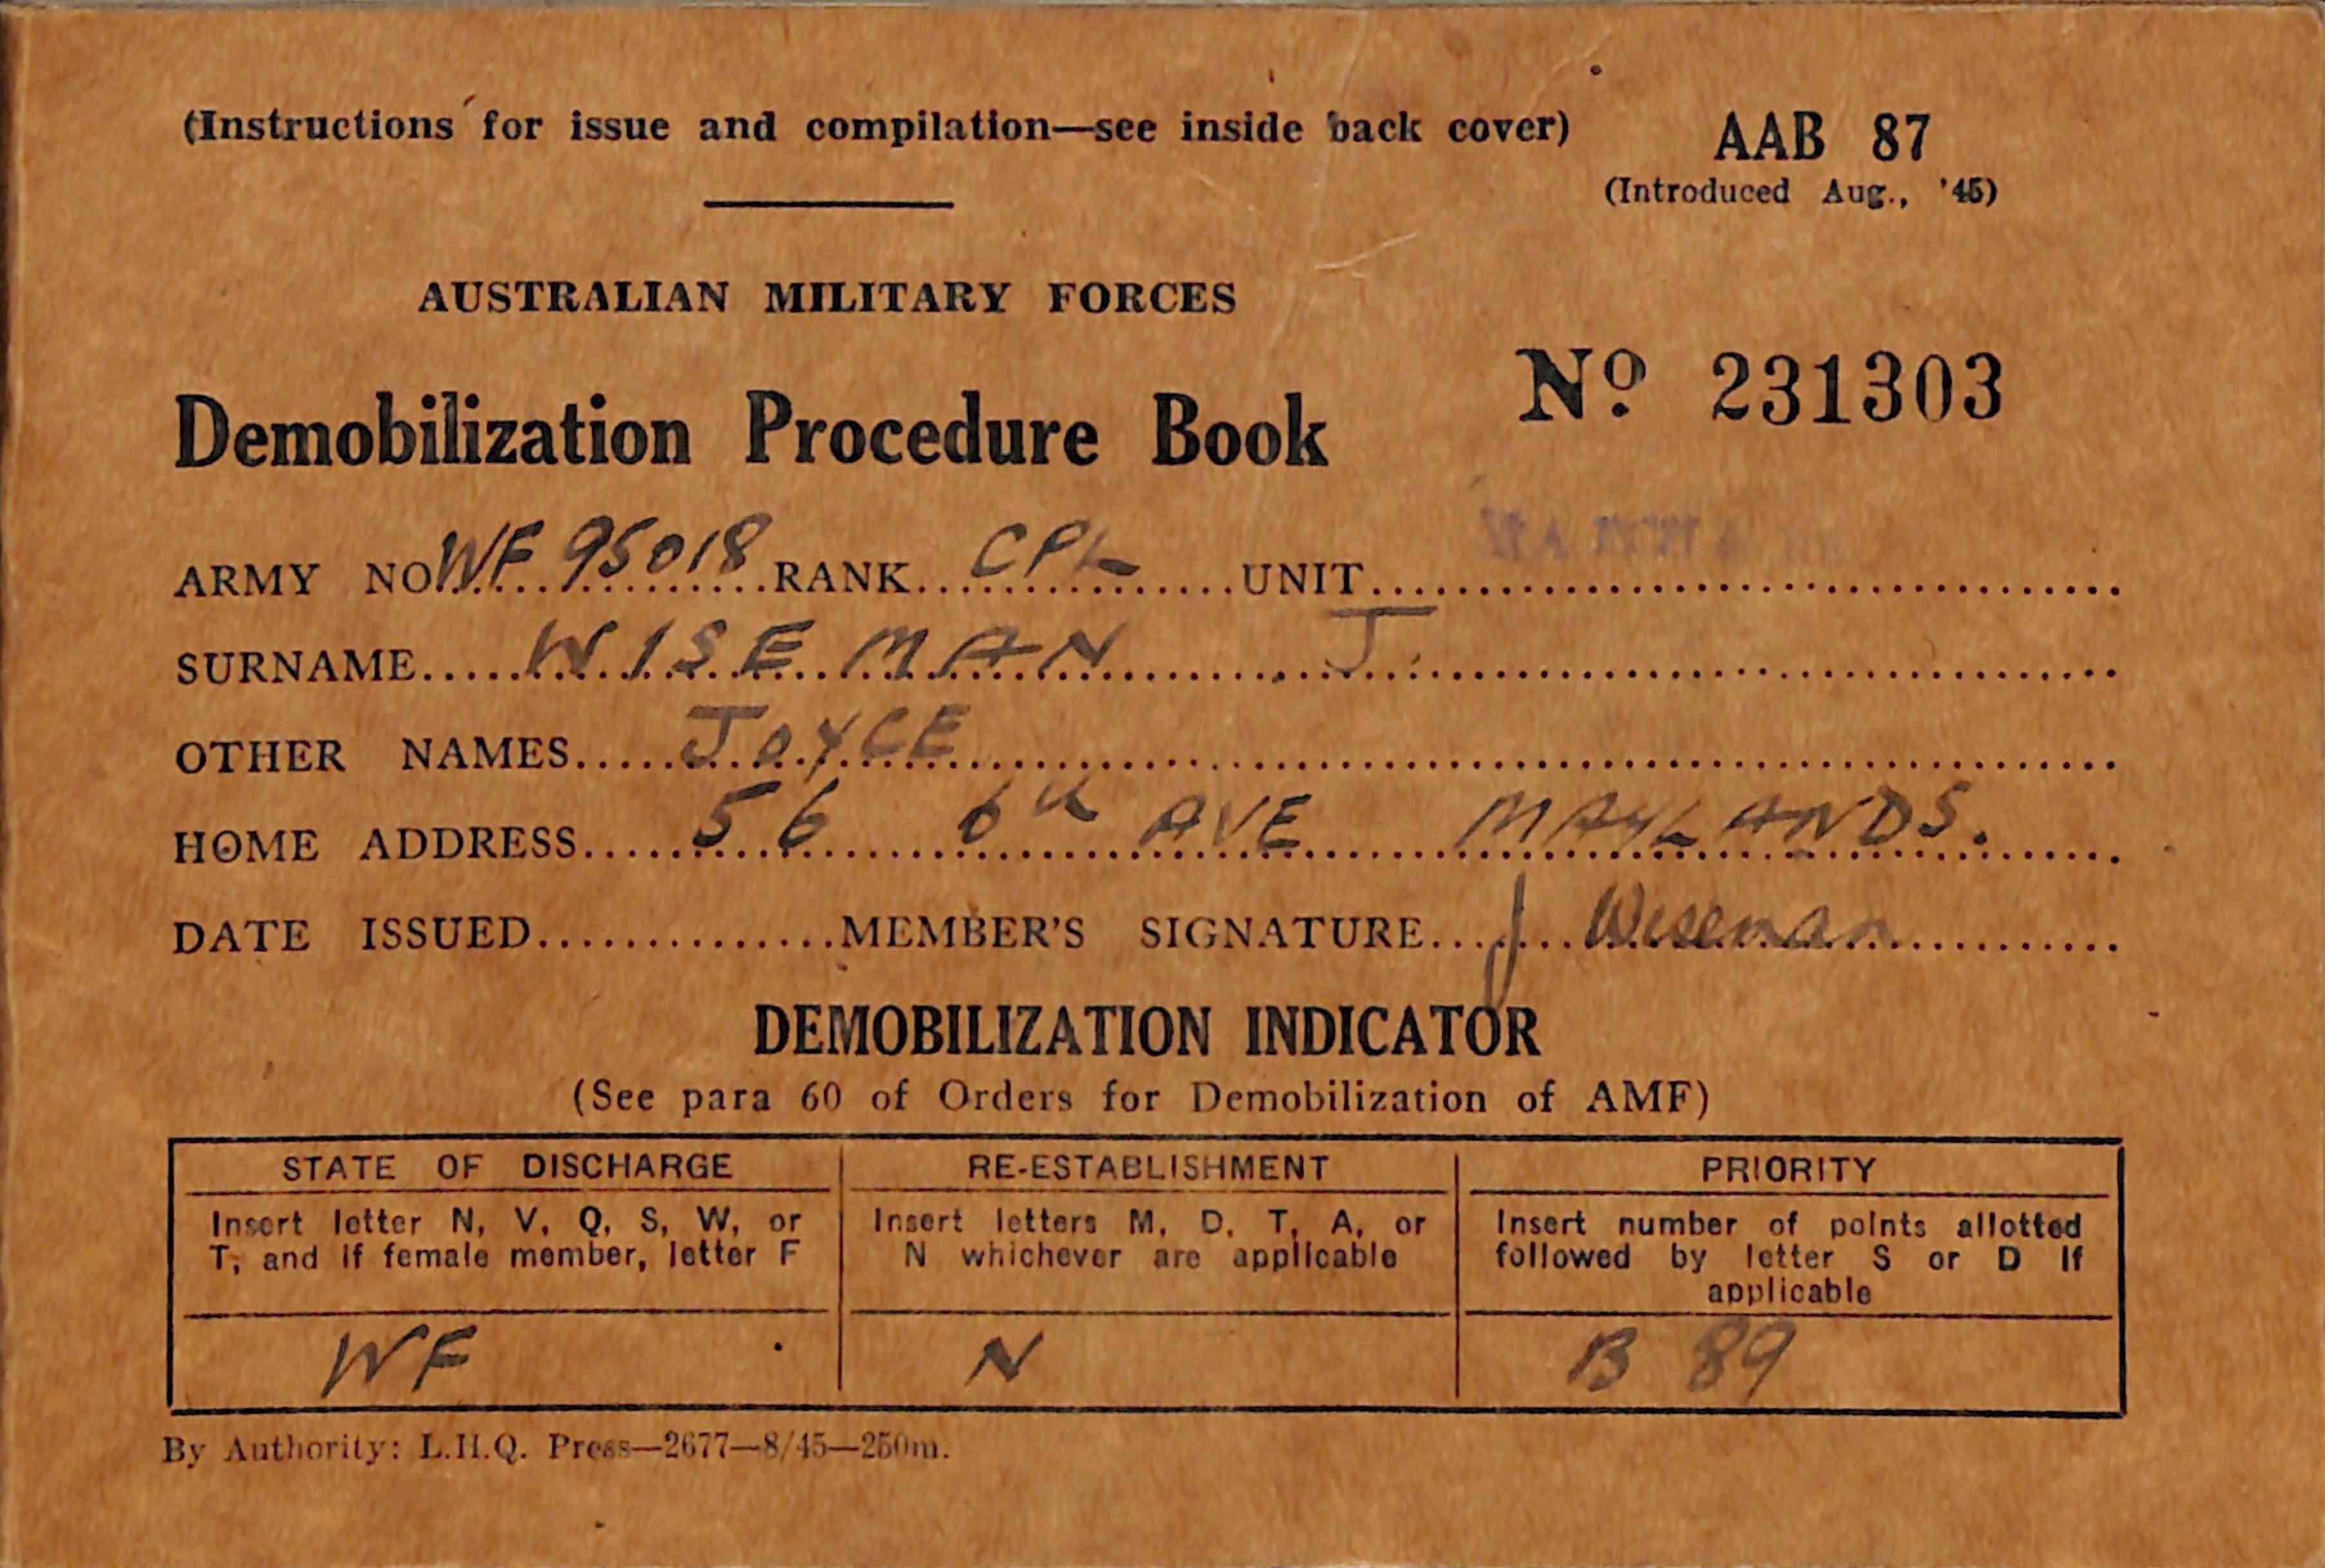 (Instructions for issue and compilation—see inside back cover)
AAB 87
(Introduced Aug., '45)
AUSTRALIAN MILITARY FORCES
Nº 231303
Demobilization Procedure Book
ARMY NO WF 95018 RANK CPL UNIT
SURNAME WISEMAN J.
OTHER NAMES JOYCE
HOME ADDRESS 56 6th AVE MAYLANDS.
DATE ISSUED MEMBER'S SIGNATURE J Wiseman
DEMOBILIZATION INDICATOR
(See para 60 of Orders for Demobilization of AMF)
STATE OF DISCHARGE
Insert letter N, V, Q, S, W, or
T; and if female member, letter F
WF
RE-ESTABLISHMENT
Insert letters M, D, T, A, or
N whichever are applicable
N
PRIORITY
Insert number of points allotted
followed by letter S or D if
applicable
B 89
By Authority: L.H.Q. Press—2677—8/45—250m.